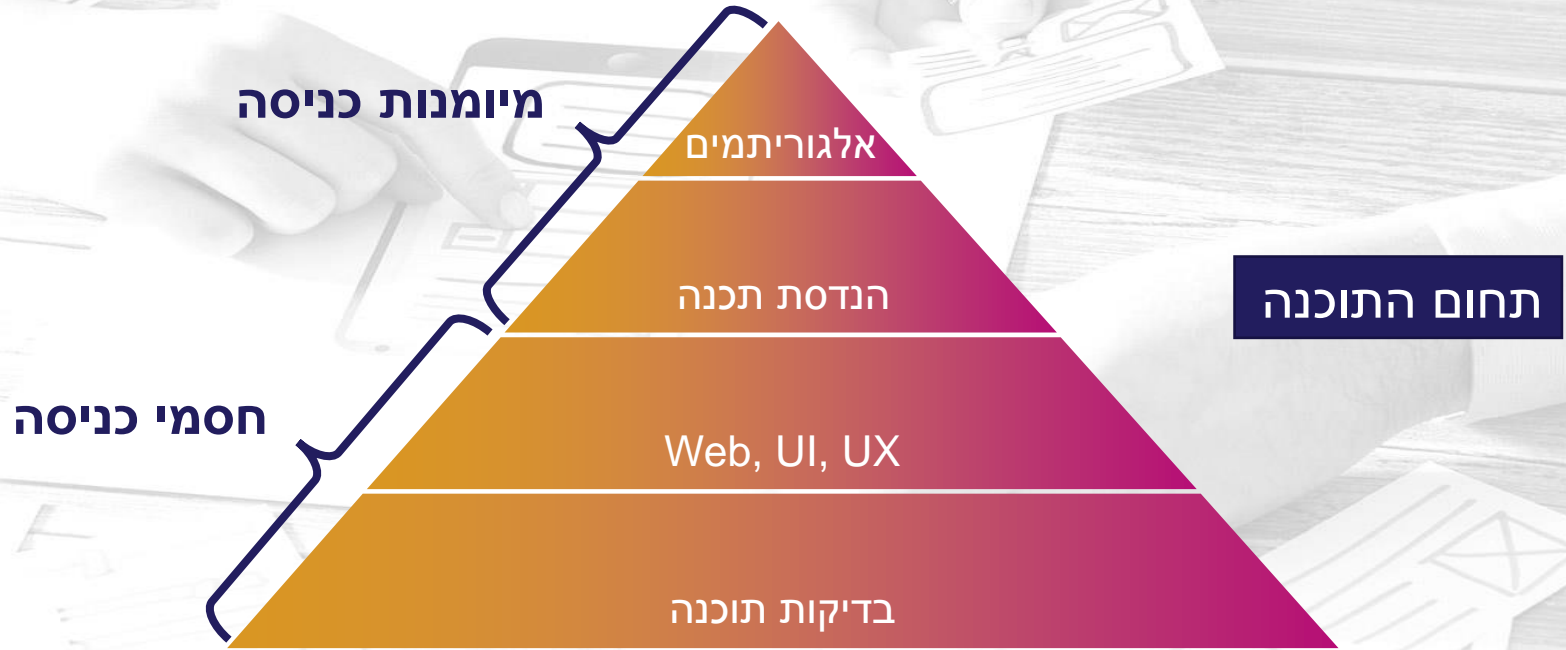 מיומנות כניסה
אלגוריתמים
הנדסת תכנה
תחום התוכנה
חסמי כניסה
Web, UI, UX
בדיקות תוכנה